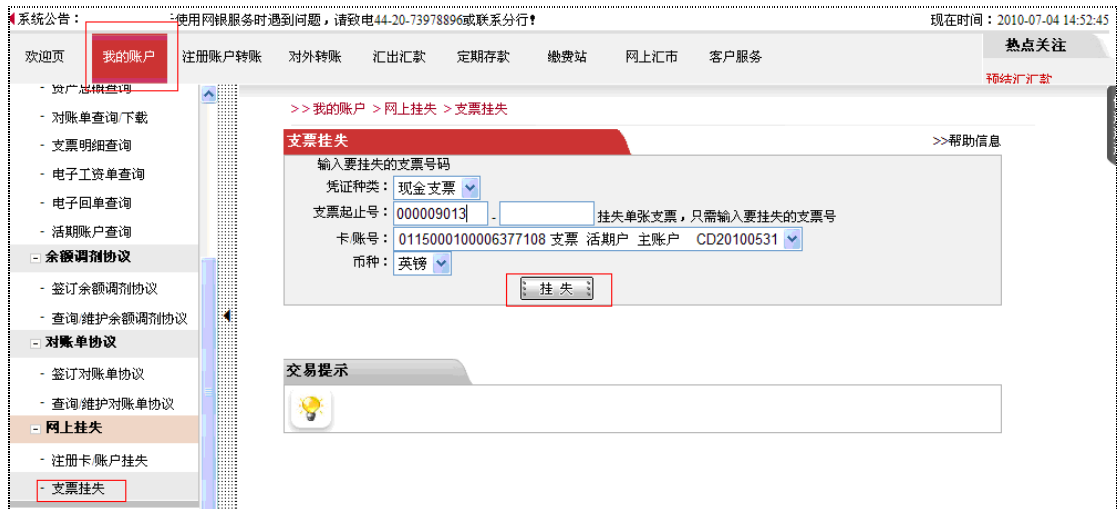 系统公告：
使用网银服务时遇到问题，请致电44-20-73978896或联系分行！
现在时间：2010-07-04 14:52:45
欢迎页 我的账户 注册账户转账 对外转账 汇出汇款 定期存款 缴费站 网上汇市 客户服务
热点关注
预结汇汇款
- 资产总概查询
- 对账单查询/下载
- 支票明细查询
- 电子工资单查询
- 电子回单查询
- 活期账户查询
- 余额调剂协议
- 签订余额调剂协议
- 查询/维护余额调剂协议
- 对账单协议
- 签订对账单协议
- 查询/维护对账单协议
- 网上挂失
- 注册卡/账户挂失
- 支票挂失
>>我的账户 >网上挂失 >支票挂失
支票挂失
>>帮助信息
输入要挂失的支票号码
凭证种类： 现金支票
支票起止号： 000009013 - 挂失单张支票，只需输入要挂失的支票号
卡/账号： 0115000100006377108 支票 活期户 主账户 CD20100531
币种： 英镑
挂 失
交易提示